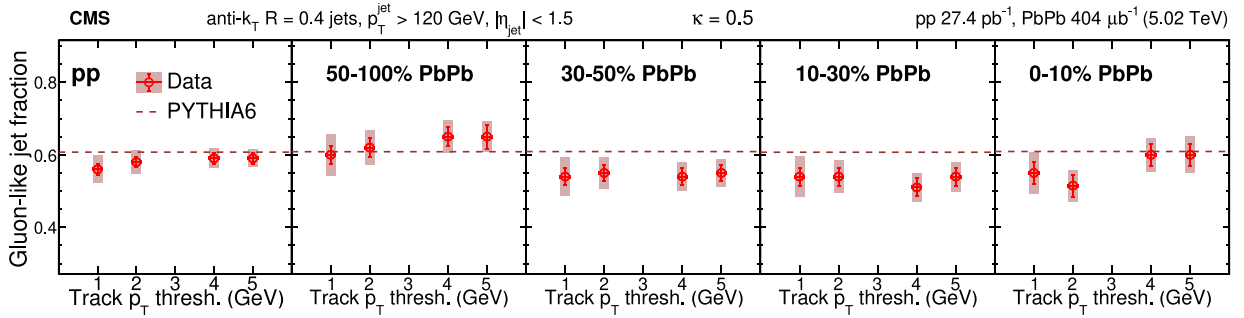 CMS anti-k_T R = 0.4 jets, p_T^jet > 120 GeV, |η_jet| < 1.5 κ = 0.5 pp 27.4 pb⁻¹, PbPb 404 μb⁻¹ (5.02 TeV)
Gluon-like jet fraction
0.8
0.6
0.4
pp
Data
PYTHIA6
50-100% PbPb
30-50% PbPb
10-30% PbPb
0-10% PbPb
1 2 3 4 5 1 2 3 4 5 1 2 3 4 5 1 2 3 4 5 1 2 3 4 5
Track p_T thresh. (GeV) Track p_T thresh. (GeV) Track p_T thresh. (GeV) Track p_T thresh. (GeV) Track p_T thresh. (GeV)